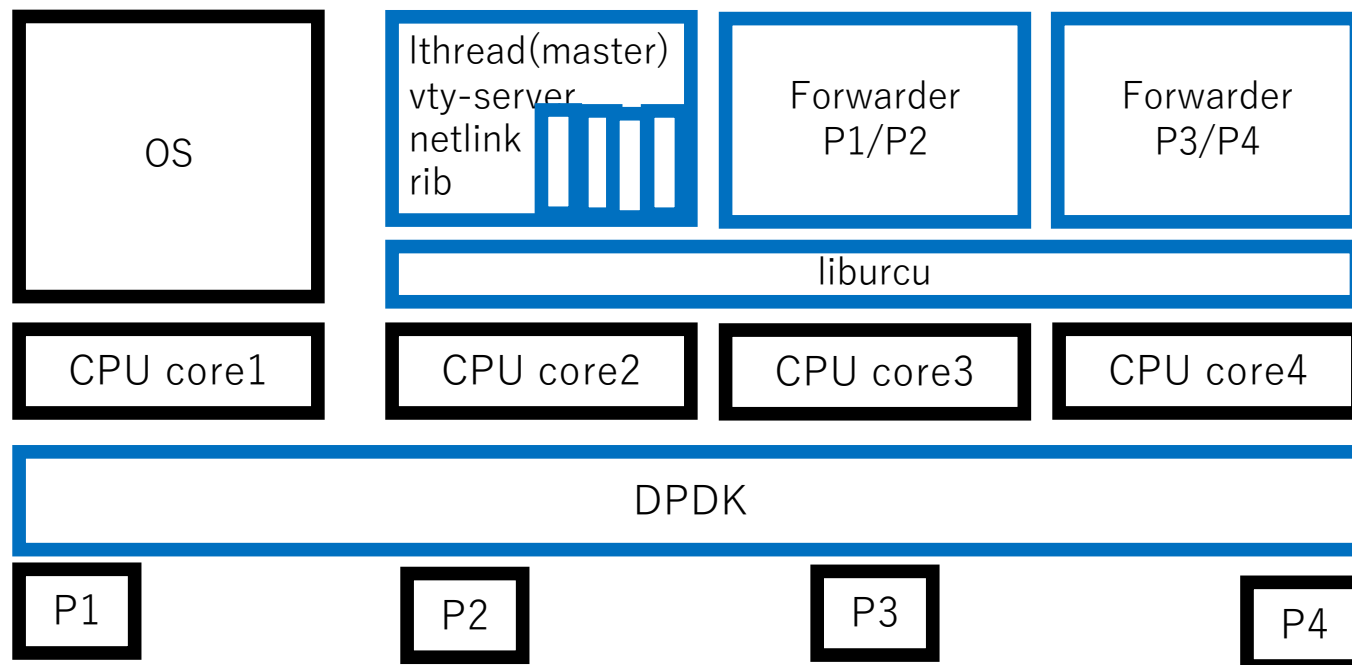 OS
lthread(master)
vty-server
netlink
rib
Forwarder
P1/P2
Forwarder
P3/P4
liburcu
CPU core1
CPU core2
CPU core3
CPU core4
DPDK
P1
P2
P3
P4